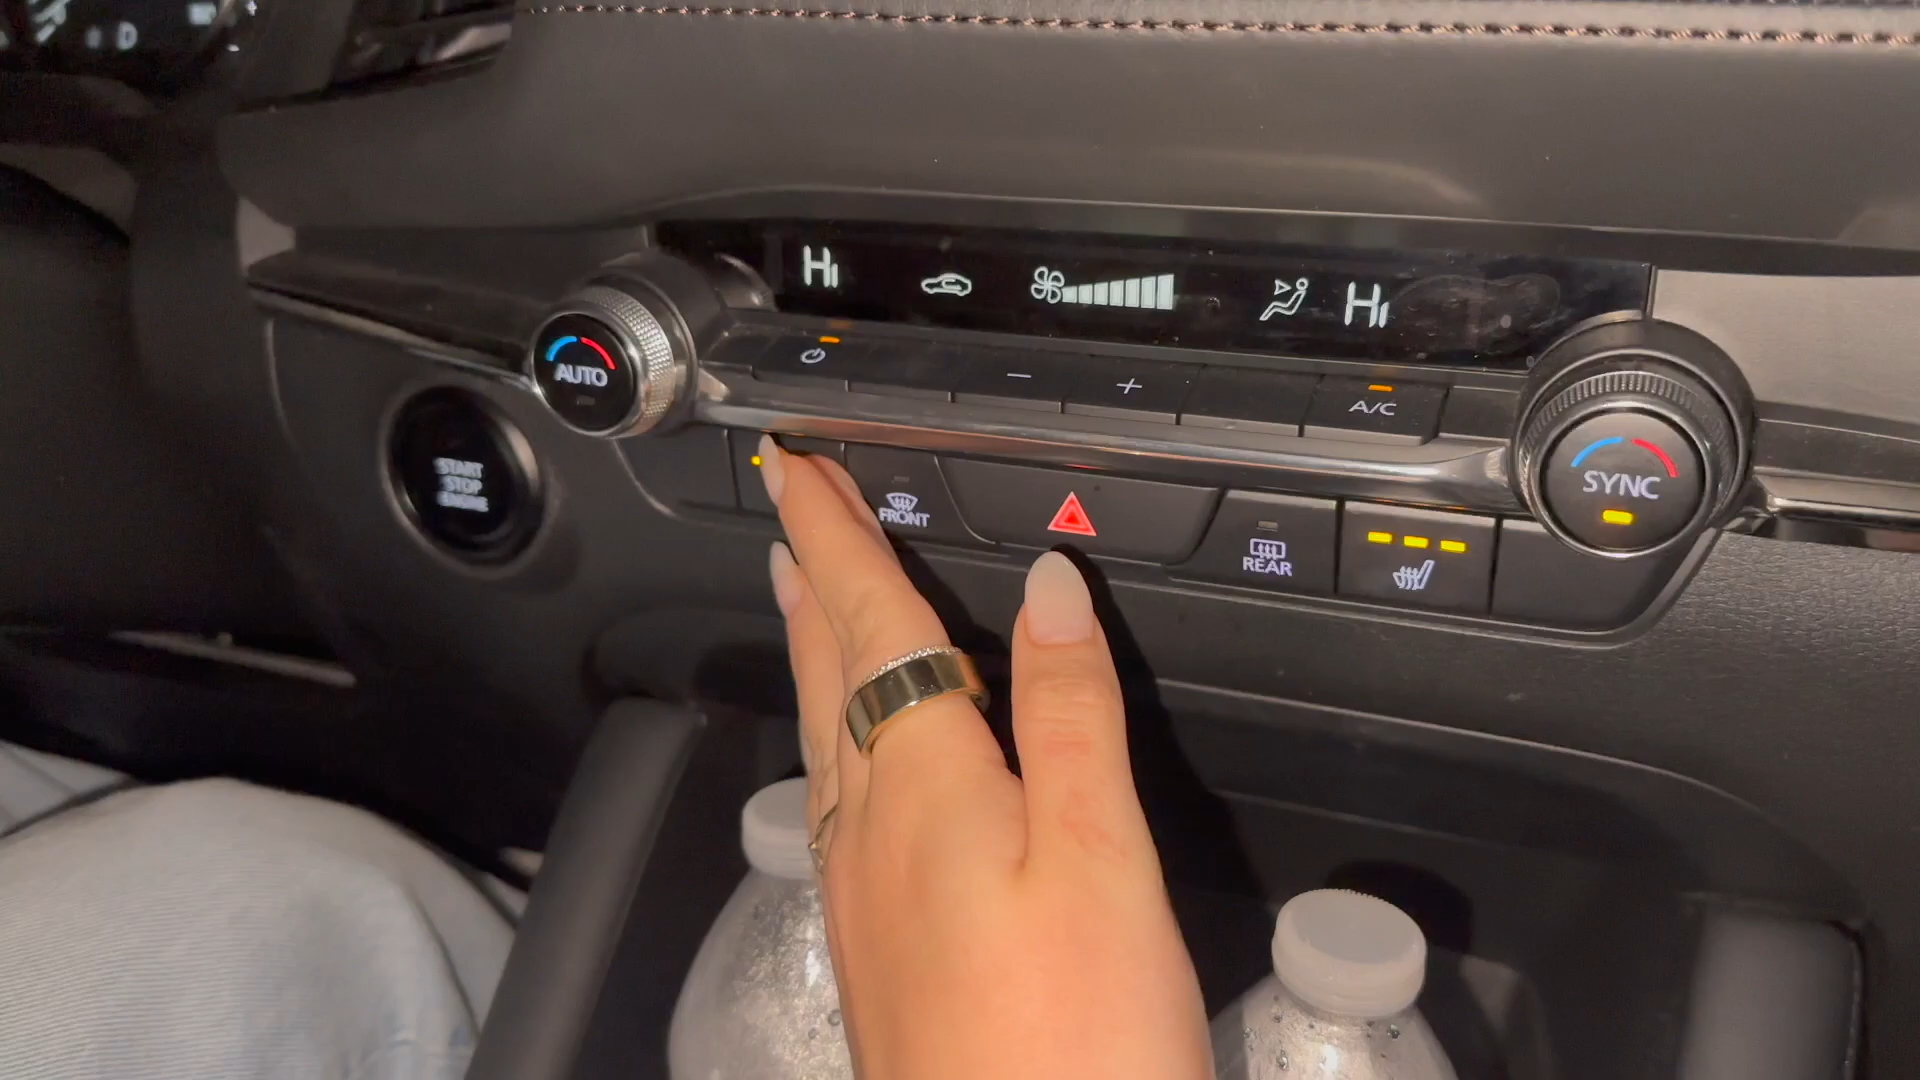 D
Hi
Hi
AUTO
A/C
START
STOP
ENGINE
FRONT
REAR
SYNC